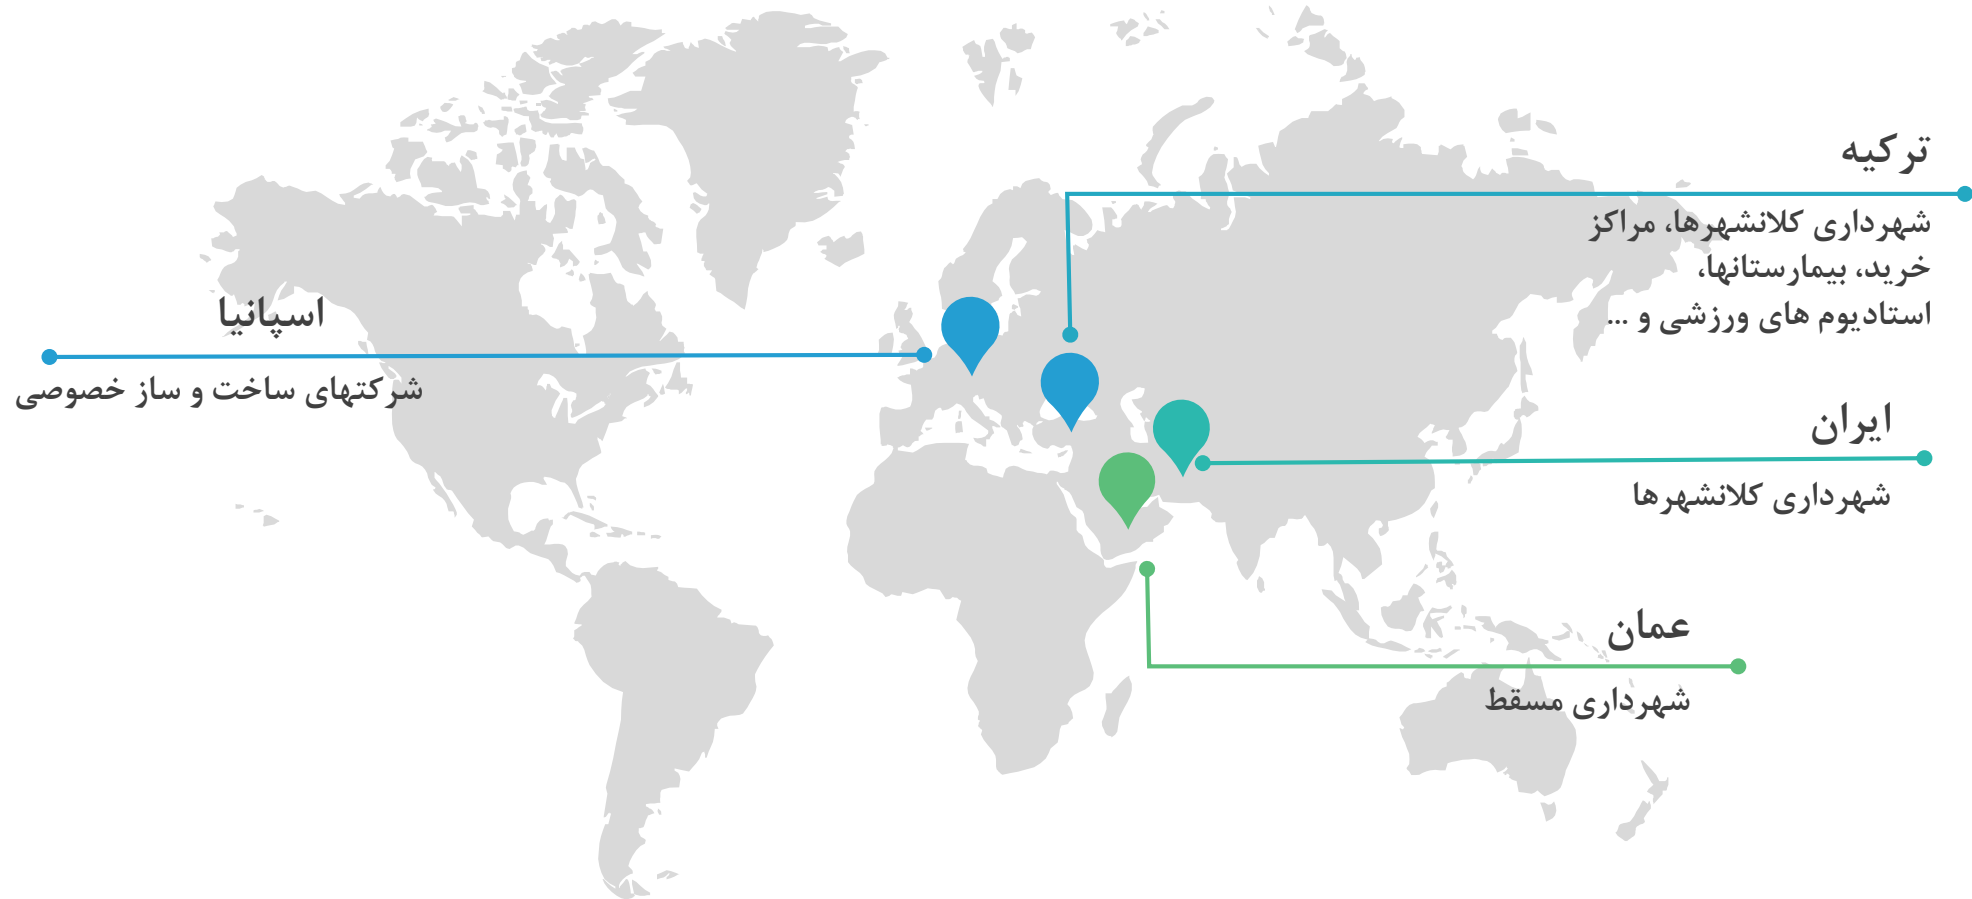 ترکیه
شهرداری کلانشهرها، مراکز
خرید، بیمارستانها،
استادیوم های ورزشی و ...
اسپانیا
شرکتهای ساخت و ساز خصوصی
ایران
شهرداری کلانشهرها
عمان
شهرداری مسقط